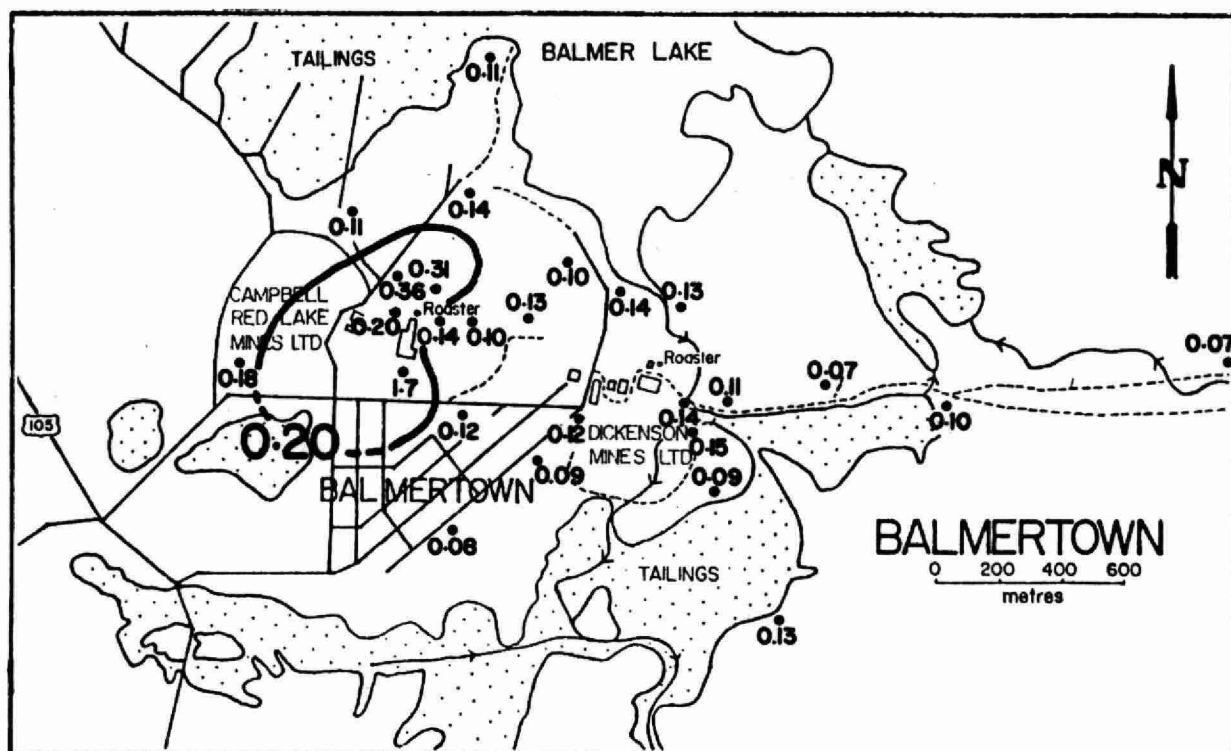 TAILINGS
BALMER LAKE
0.11
N
0.11
0.14
0.31
0.36
0.10
CAMPBELL
RED LAKE
MINES LTD
Roaster
0.20
0.14
0.10
0.13
0.14
0.13
Roaster
0.18
1.7
0.07
0.07
0.11
105
0.20
0.12
0.12
0.14
0.10
DICKENSON
MINES LTD
0.15
0.09
0.09
BALMERTOWN
0.08
TAILINGS
BALMERTOWN
0 200 400 600
metres
0.13